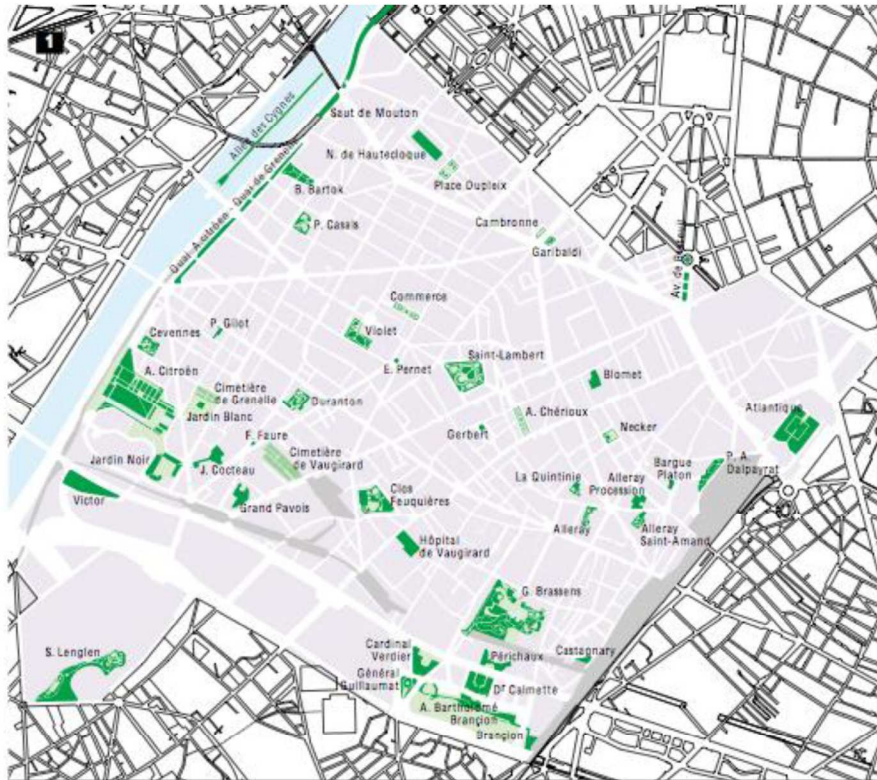 1
Saut de Mouton
Allée des Cygnes
N. de Hautecloque
Quai de Grenelle
Place Dupleix
B. Bartok
Cambronne
P. Casals
Garibaldi
Quai A. citroën
Commerce
P. Gilot
Cevennes
Violet
Saint-Lambert
E. Pernet
A. Citroën
Blomet
Cimetière
de Grenelle
Duranton
Jardin Blanc
A. Chérioux
Atlantique
Gerbert
Necker
F. Faure
Cimetière
de Vaugirard
Jardin Noir
J. Cocteau
Bargue
Platon
P. A.
Dalpayrat
La Quintinie
Alleray
Procession
Clos
Feuquières
Victor
Grand Pavois
Alleray
Alleray
Saint-Amand
Hôpital
de Vaugirard
G. Brassens
Cardinal
Verdier
Castagnary
Périchaux
S. Lenglen
Général
Guillaumat
Dr Calmette
A. Bartholomé
Brançion
Brançion